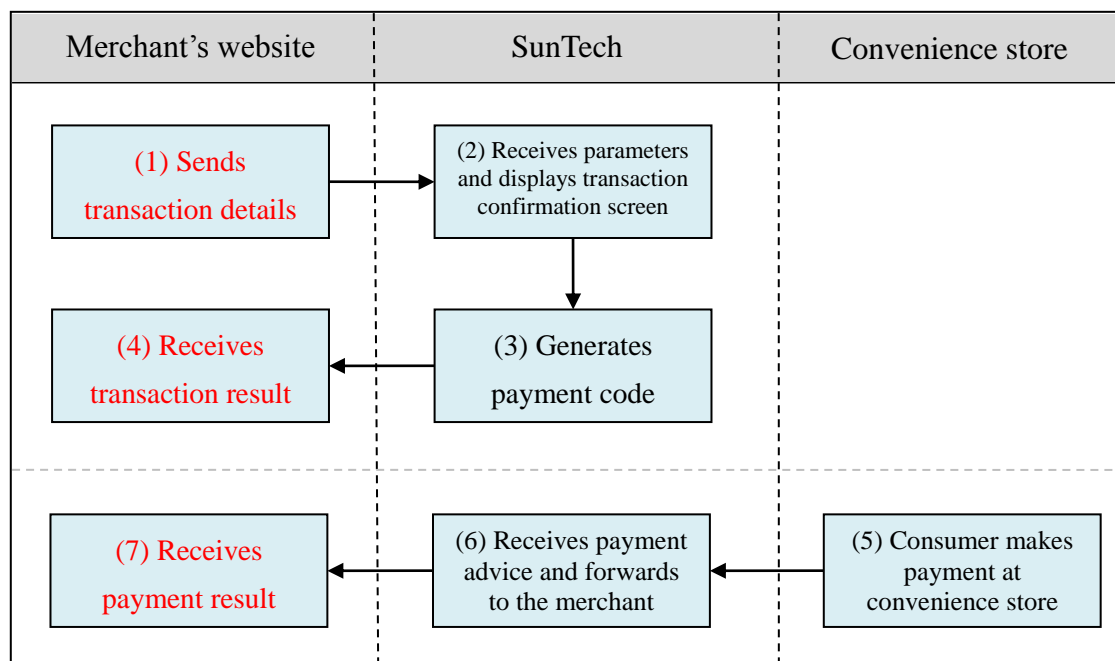 Merchant's website
SunTech
Convenience store
(1) Sends
transaction details
(2) Receives parameters
and displays transaction
confirmation screen
(4) Receives
transaction result
(3) Generates
payment code
(7) Receives
payment result
(6) Receives payment
advice and forwards
to the merchant
(5) Consumer makes
payment at
convenience store